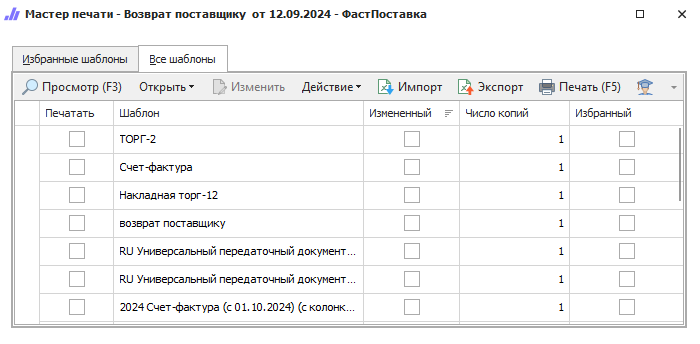 Мастер печати - Возврат поставщику от 12.09.2024 - ФастПоставка
Избранные шаблоны Все шаблоны
Просмотр (F3) Открыть Изменить Действие Импорт Экспорт Печать (F5)
Печатать Шаблон Измененный Число копий Избранный
ТОРГ-2 1
Счет-фактура 1
Накладная торг-12 1
возврат поставщику 1
RU Универсальный передаточный документ... 1
RU Универсальный передаточный документ... 1
2024 Счет-фактура (с 01.10.2024) (с колонк... 1